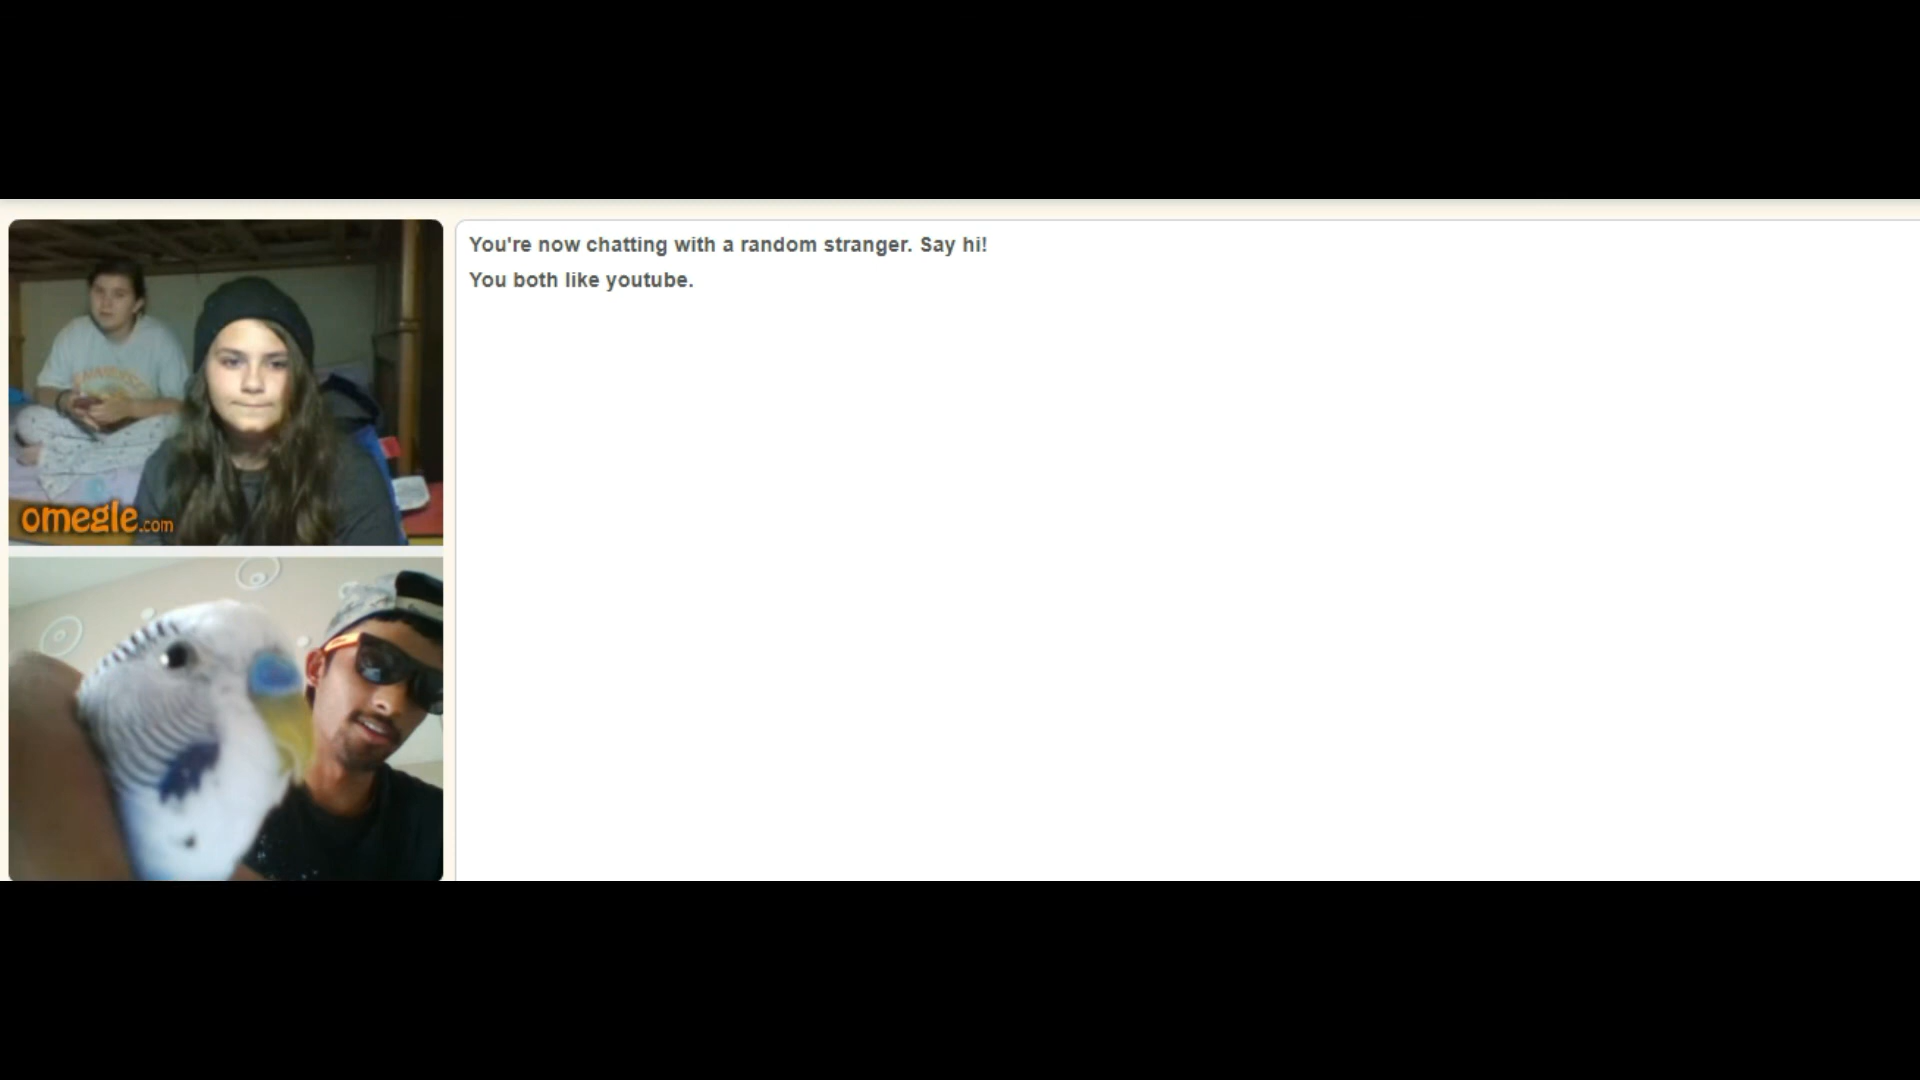 You're now chatting with a random stranger. Say hi!
You both like youtube.
omegle.com